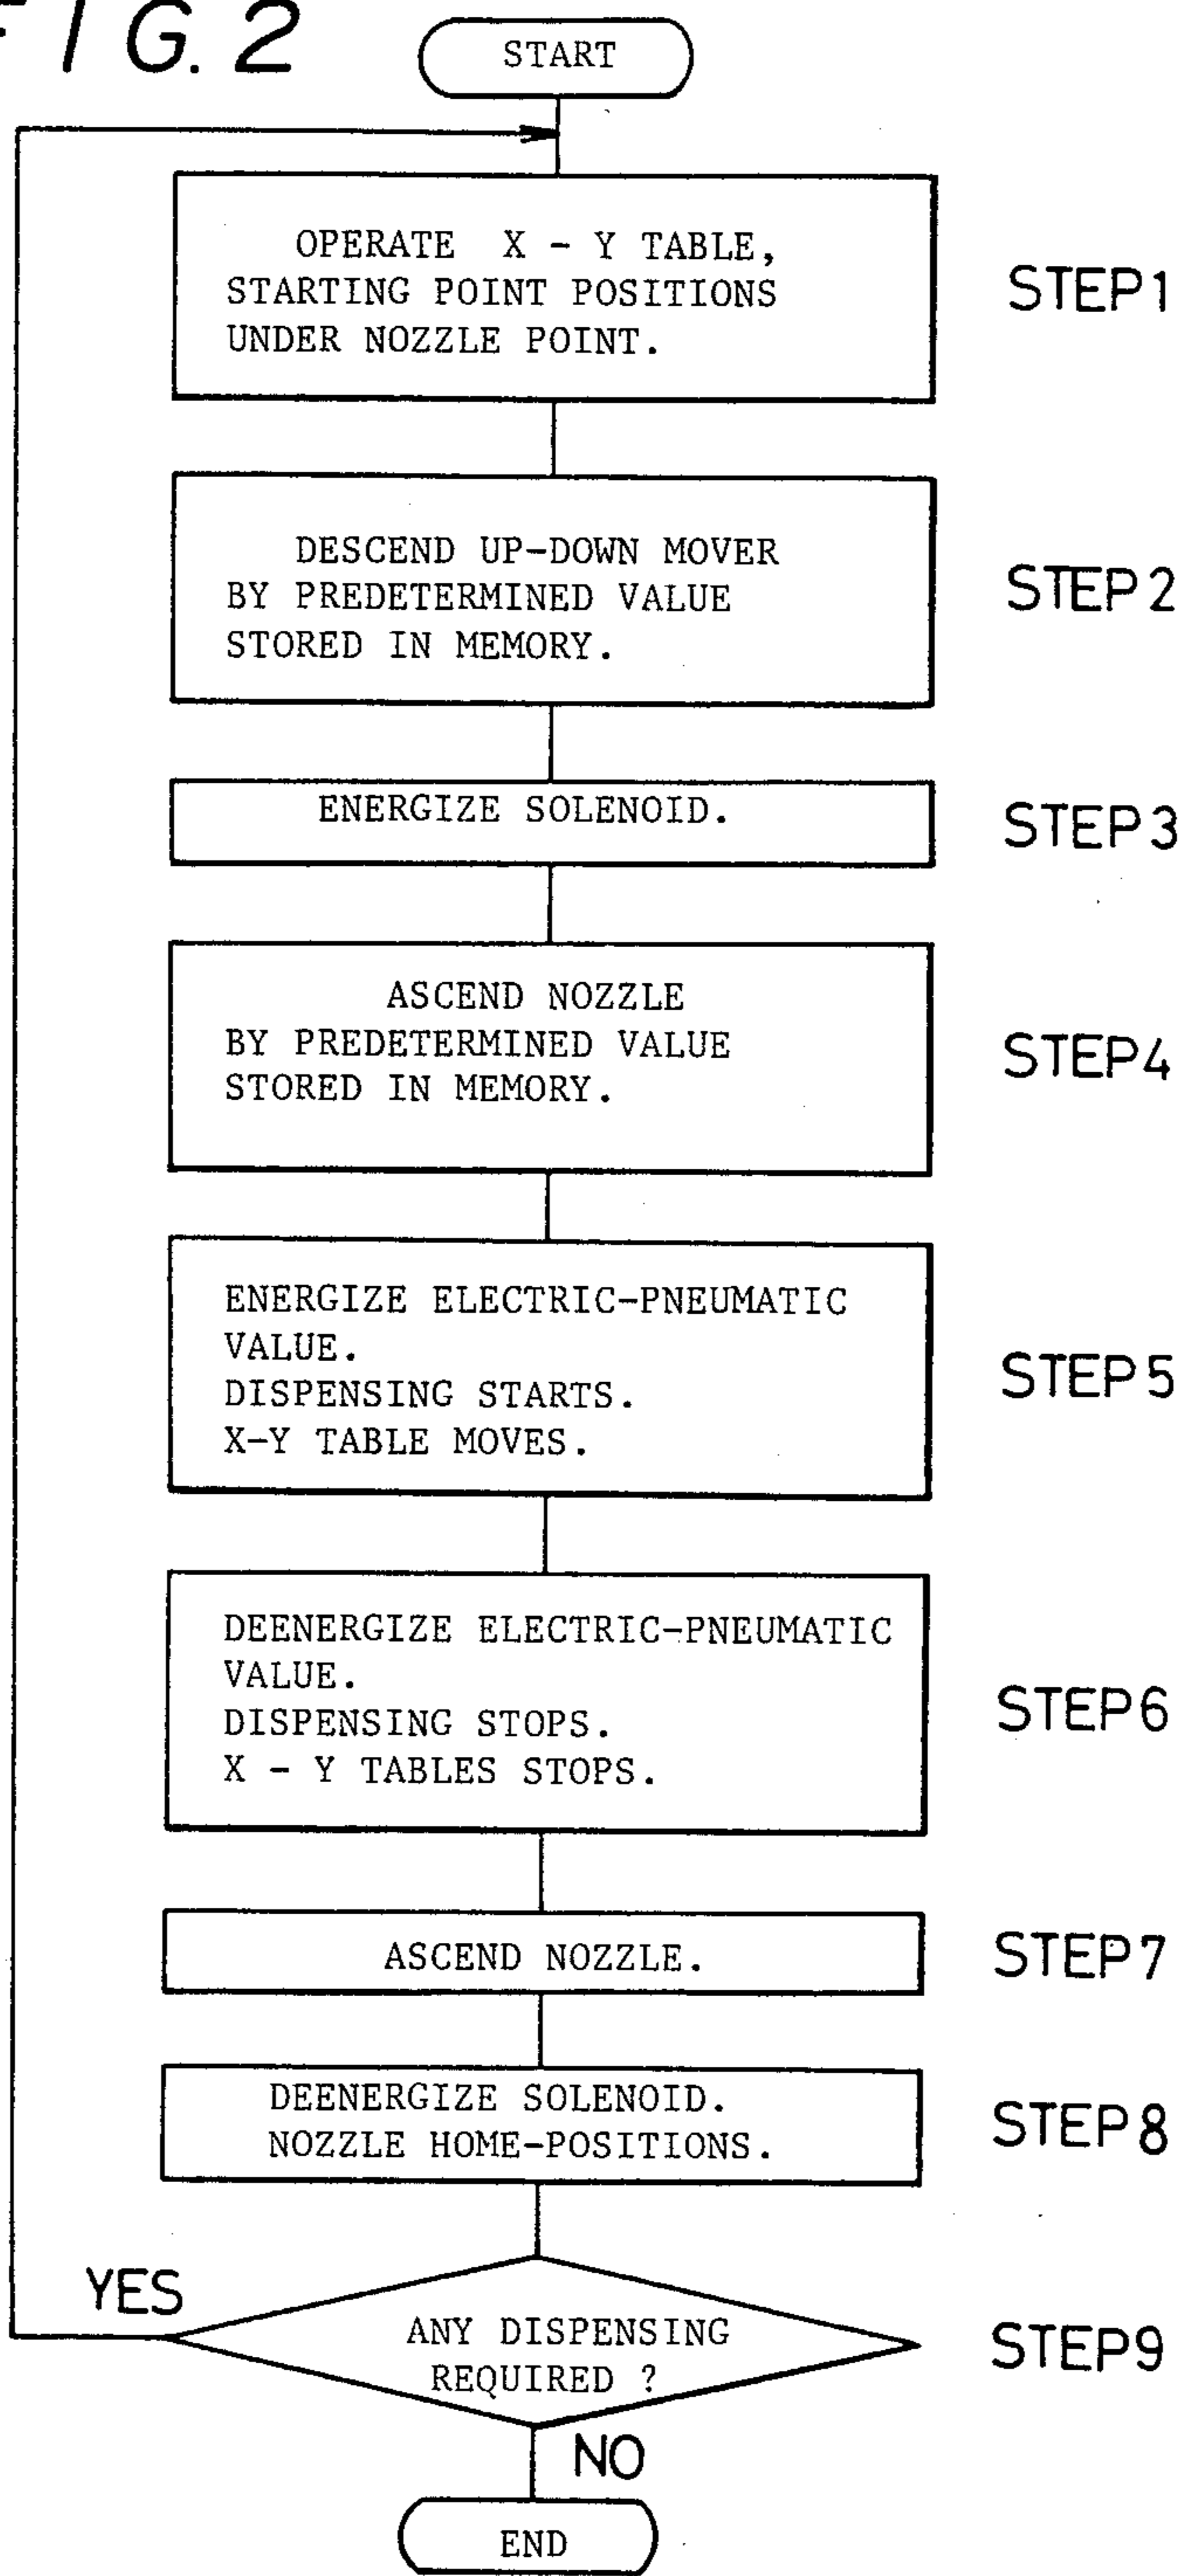 FIG. 2
START
OPERATE X - Y TABLE,
STARTING POINT POSITIONS
UNDER NOZZLE POINT.
STEP1
DESCEND UP-DOWN MOVER
BY PREDETERMINED VALUE
STORED IN MEMORY.
STEP2
ENERGIZE SOLENOID.
STEP3
ASCEND NOZZLE
BY PREDETERMINED VALUE
STORED IN MEMORY.
STEP4
ENERGIZE ELECTRIC-PNEUMATIC
VALUE.
DISPENSING STARTS.
X-Y TABLE MOVES.
STEP5
DEENERGIZE ELECTRIC-PNEUMATIC
VALUE.
DISPENSING STOPS.
X - Y TABLES STOPS.
STEP6
ASCEND NOZZLE.
STEP7
DEENERGIZE SOLENOID.
NOZZLE HOME-POSITIONS.
STEP8
YES
ANY DISPENSING
REQUIRED ?
STEP9
NO
END